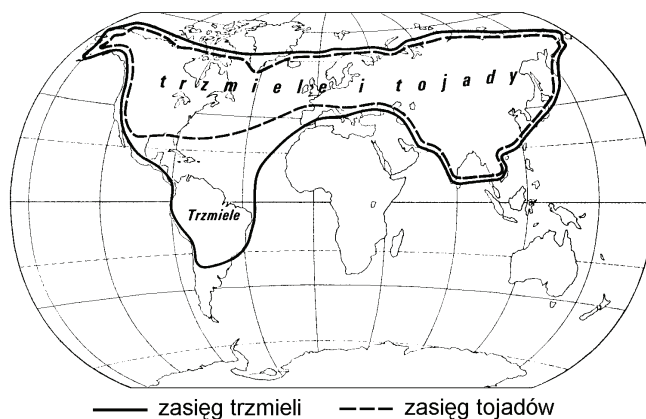 trzmiele i tojady
Trzmiele
zasięg trzmieli zasięg tojadów